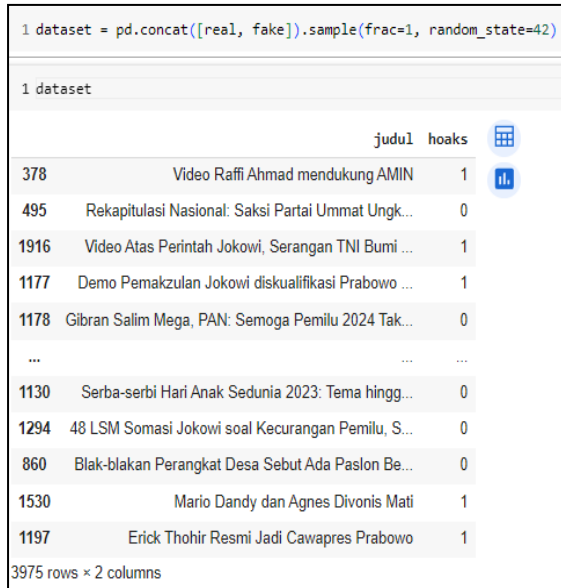 1 dataset = pd.concat([real, fake]).sample(frac=1, random_state=42)
1 dataset
judul hoaks
378 Video Raffi Ahmad mendukung AMIN 1
495 Rekapitulasi Nasional: Saksi Partai Ummat Ungk... 0
1916 Video Atas Perintah Jokowi, Serangan TNI Bumi ... 1
1177 Demo Pemakzulan Jokowi diskualifikasi Prabowo ... 1
1178 Gibran Salim Mega, PAN: Semoga Pemilu 2024 Tak... 0
... ... ...
1130 Serba-serbi Hari Anak Sedunia 2023: Tema hingg... 0
1294 48 LSM Somasi Jokowi soal Kecurangan Pemilu, S... 0
860 Blak-blakan Perangkat Desa Sebut Ada Paslon Be... 0
1530 Mario Dandy dan Agnes Divonis Mati 1
1197 Erick Thohir Resmi Jadi Cawapres Prabowo 1
3975 rows × 2 columns